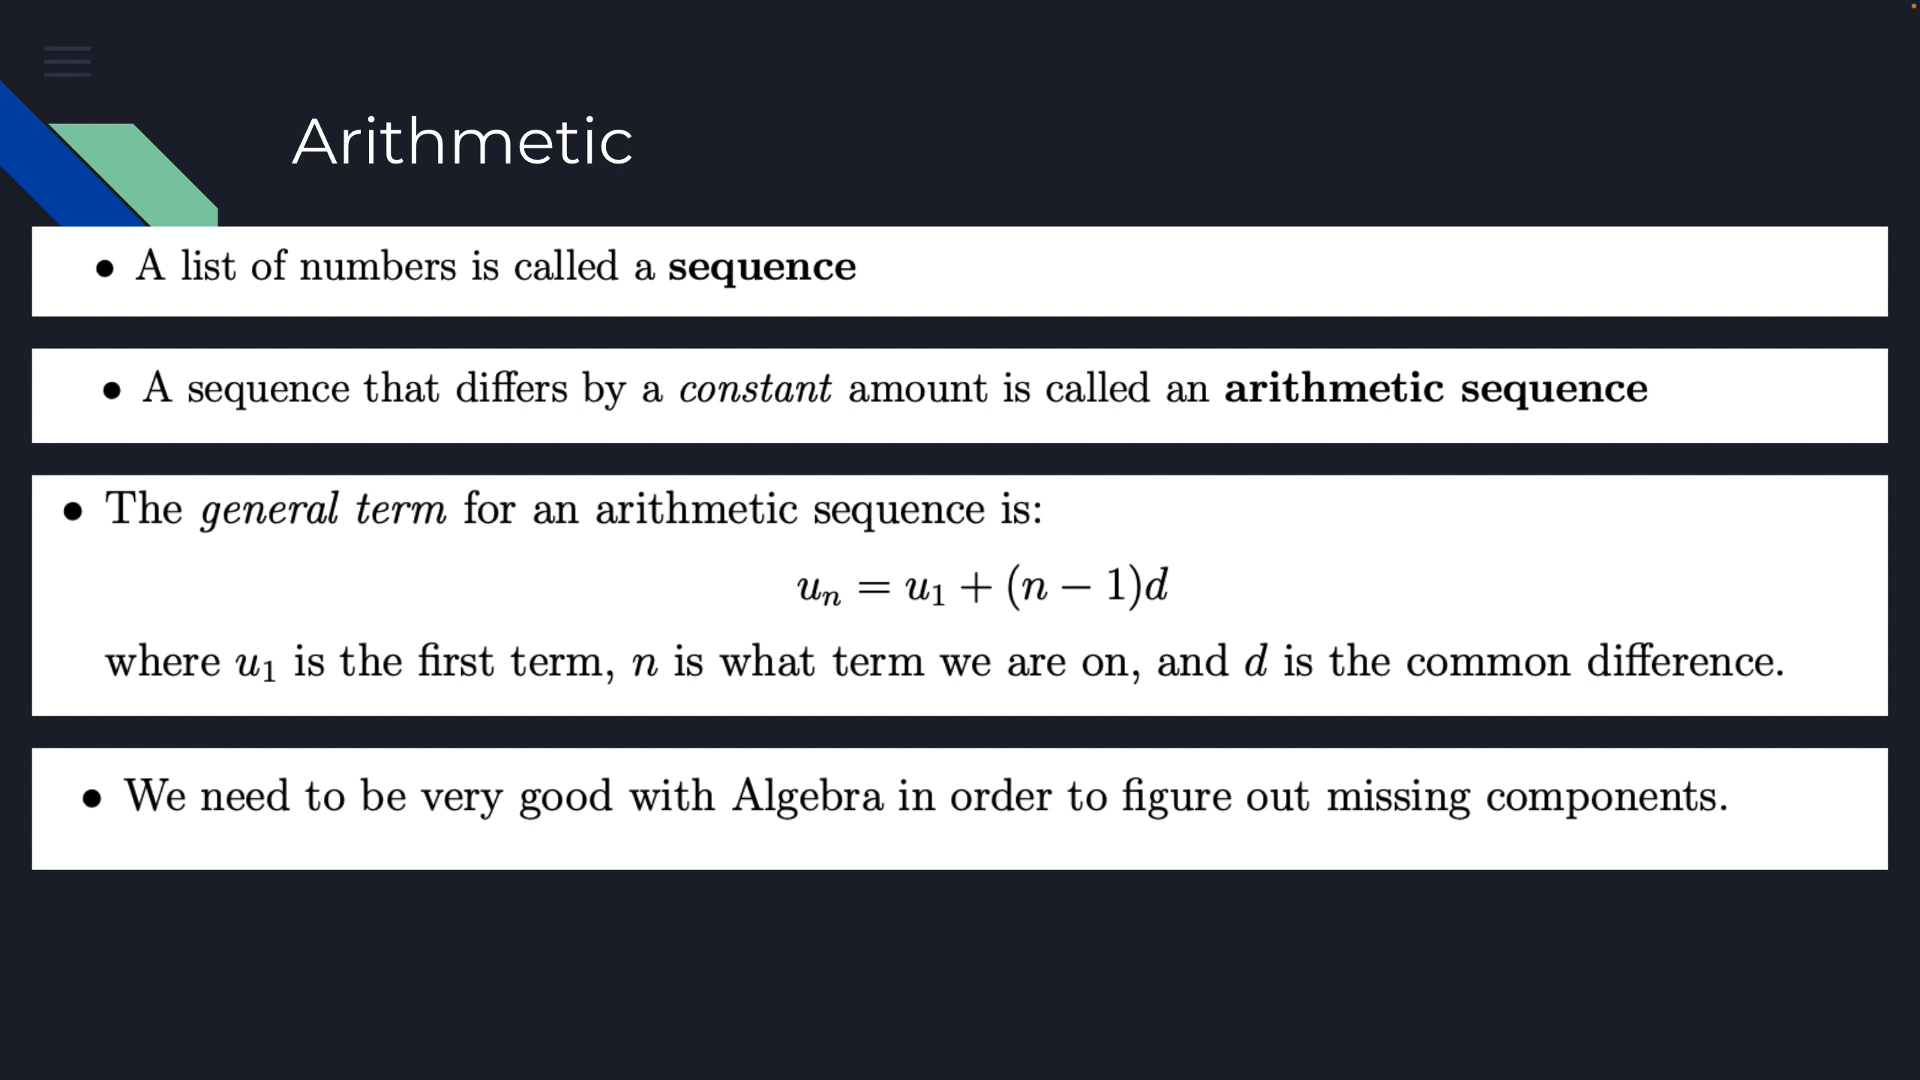 Arithmetic
• A list of numbers is called a sequence
• A sequence that differs by a constant amount is called an arithmetic sequence
• The general term for an arithmetic sequence is:
uₙ = u₁ + (n − 1)d
where u₁ is the first term, n is what term we are on, and d is the common difference.
• We need to be very good with Algebra in order to figure out missing components.